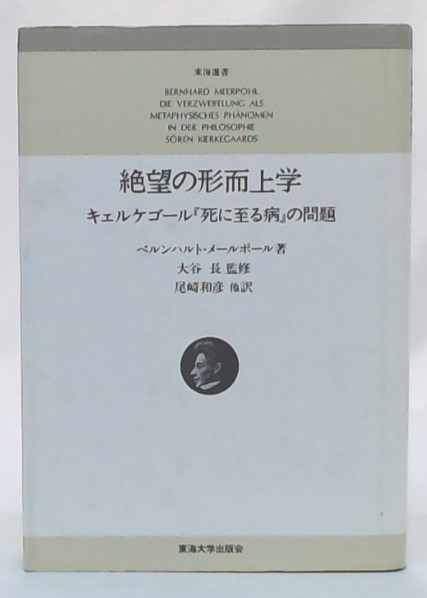 東海選書
BERNHARD MEERPOHL
DIE VERZWEIFELUNG ALS
METAPHYSISCHES PHÄNOMEN
IN DER PHILOSOPHIE
SÖREN KIERKEGAARDS
絶望の形而上学
キェルケゴール『死に至る病』の問題
ベルンハルト・メールポール著
大谷 長 監修
尾崎和彦 他訳
東海大学出版会